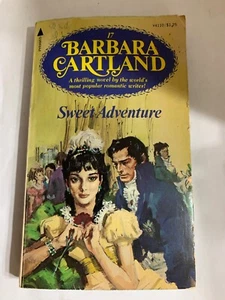 17
BARBARA
CARTLAND
A thrilling novel by the world's
most popular romantic writer!
Sweet Adventure